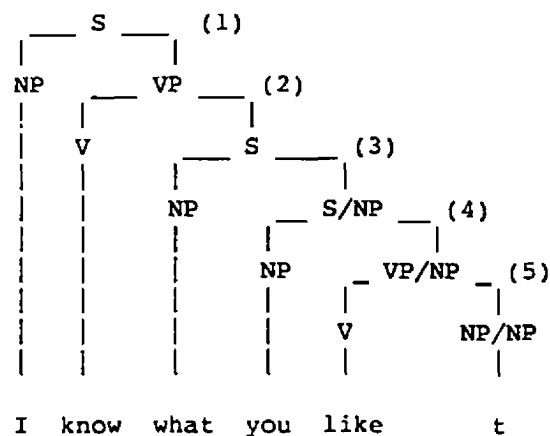 S (1)
NP VP (2)
V S (3)
NP S/NP (4)
NP VP/NP (5)
V NP/NP
I know what you like t